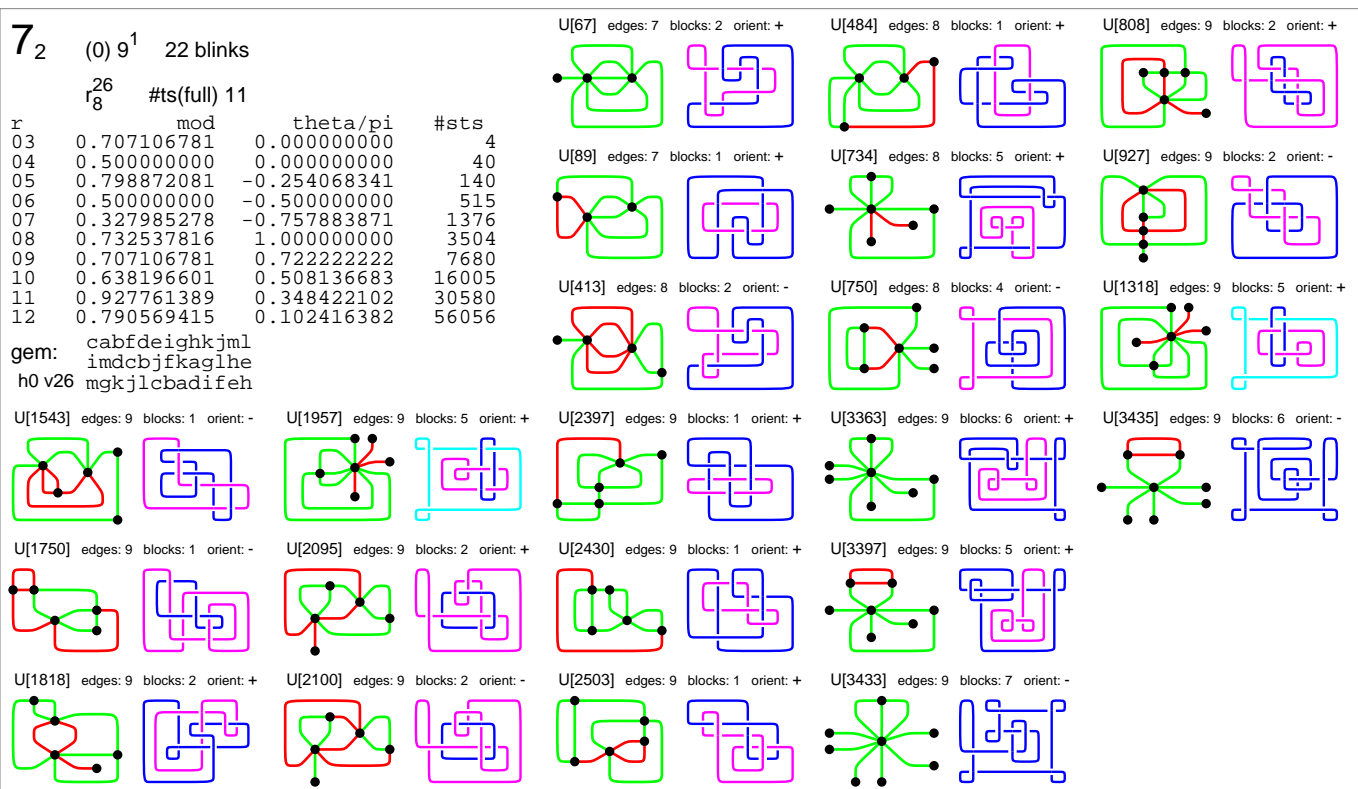 7₂ (0) 9¹ 22 blinks
r₈²⁶ #ts(full) 11
r mod theta/pi #sts
03 0.707106781 0.000000000 4
04 0.500000000 0.000000000 40
05 0.798872081 -0.254068341 140
06 0.500000000 -0.500000000 515
07 0.327985278 -0.757883871 1376
08 0.732537816 1.000000000 3504
09 0.707106781 0.722222222 7680
10 0.638196601 0.508136683 16005
11 0.927761389 0.348422102 30580
12 0.790569415 0.102416382 56056
gem: cabfdeighkjml
imdcbjfkaglhe
h0 v26 mgkjlcbadifeh
U[67] edges: 7 blocks: 2 orient: +
U[484] edges: 8 blocks: 1 orient: +
U[808] edges: 9 blocks: 2 orient: +
U[89] edges: 7 blocks: 1 orient: +
U[734] edges: 8 blocks: 5 orient: +
U[927] edges: 9 blocks: 2 orient: -
U[413] edges: 8 blocks: 2 orient: -
U[750] edges: 8 blocks: 4 orient: -
U[1318] edges: 9 blocks: 5 orient: +
U[1543] edges: 9 blocks: 1 orient: -
U[1957] edges: 9 blocks: 5 orient: +
U[2397] edges: 9 blocks: 1 orient: +
U[3363] edges: 9 blocks: 6 orient: +
U[3435] edges: 9 blocks: 6 orient: -
U[1750] edges: 9 blocks: 1 orient: -
U[2095] edges: 9 blocks: 2 orient: +
U[2430] edges: 9 blocks: 1 orient: +
U[3397] edges: 9 blocks: 5 orient: +
U[1818] edges: 9 blocks: 2 orient: +
U[2100] edges: 9 blocks: 2 orient: -
U[2503] edges: 9 blocks: 1 orient: +
U[3433] edges: 9 blocks: 7 orient: -